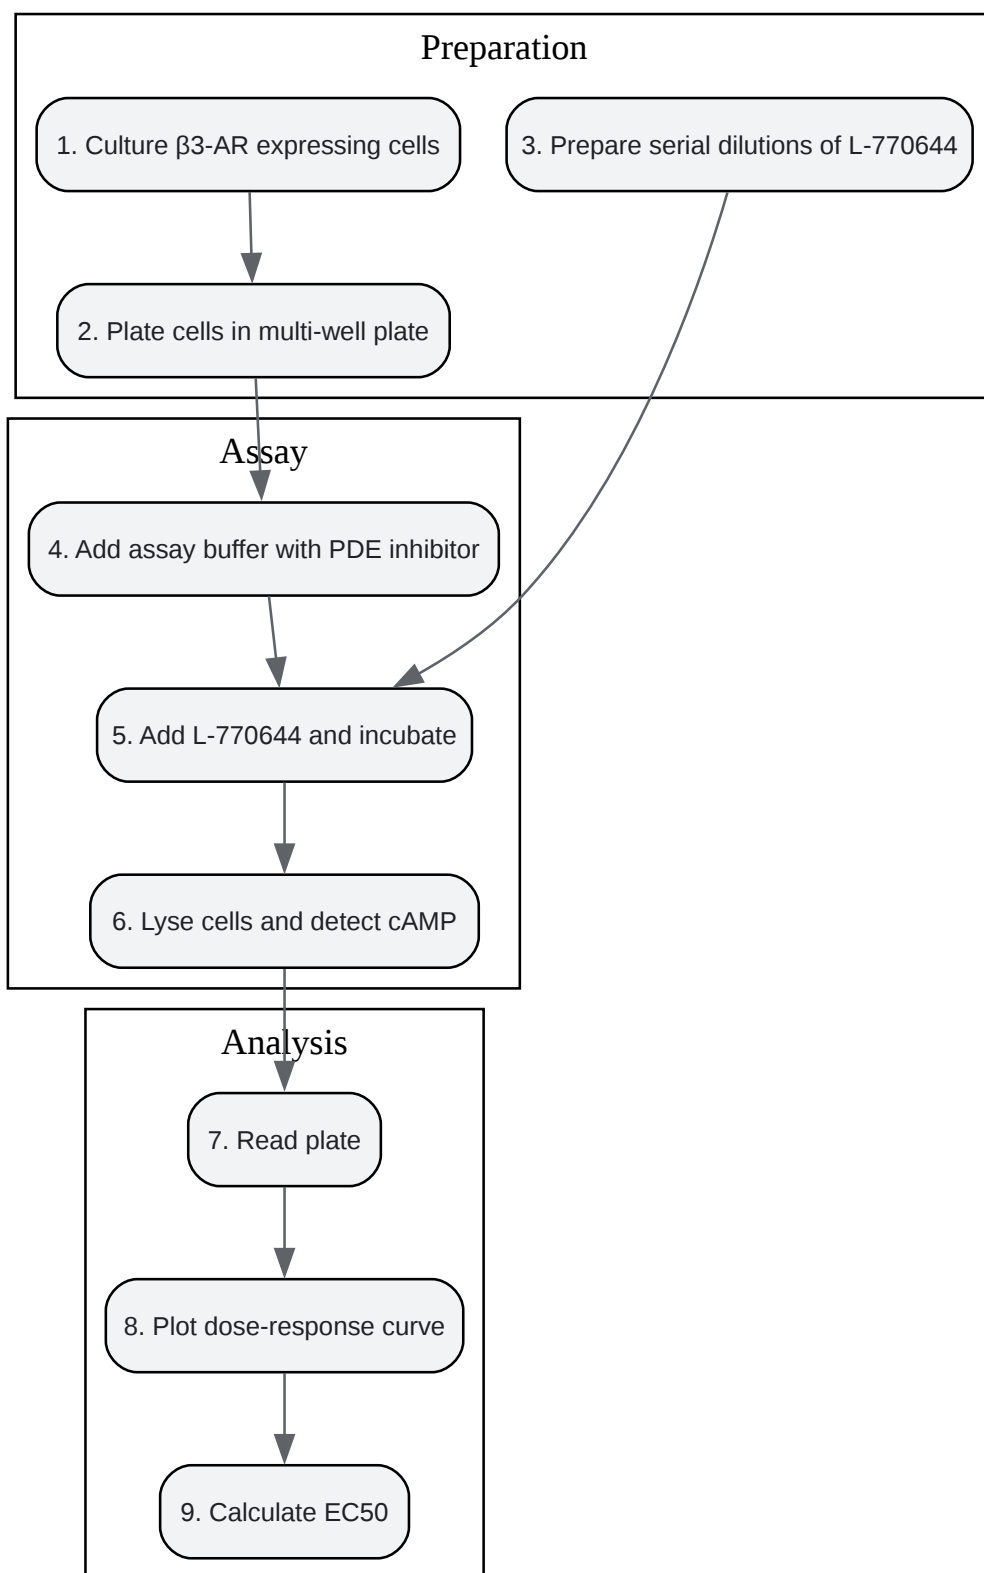 Preparation
1. Culture β3-AR expressing cells
3. Prepare serial dilutions of L-770644
2. Plate cells in multi-well plate
Assay
4. Add assay buffer with PDE inhibitor
5. Add L-770644 and incubate
6. Lyse cells and detect cAMP
Analysis
7. Read plate
8. Plot dose-response curve
9. Calculate EC50